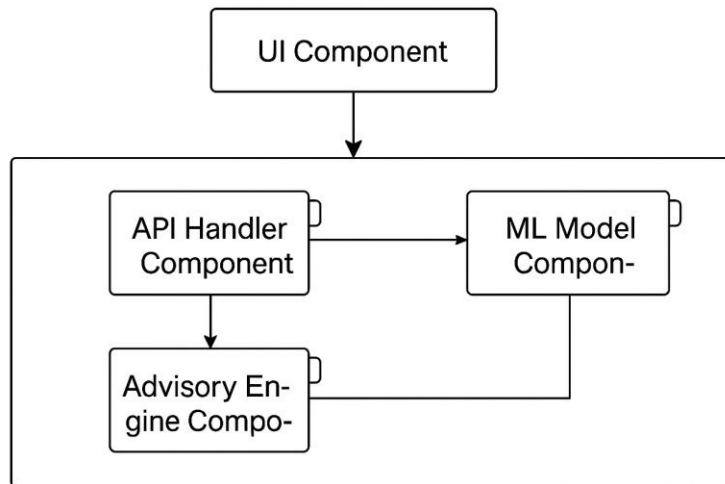 UI Component
API Handler
Component
ML Model
Compon-
Advisory En-
gine Compo-